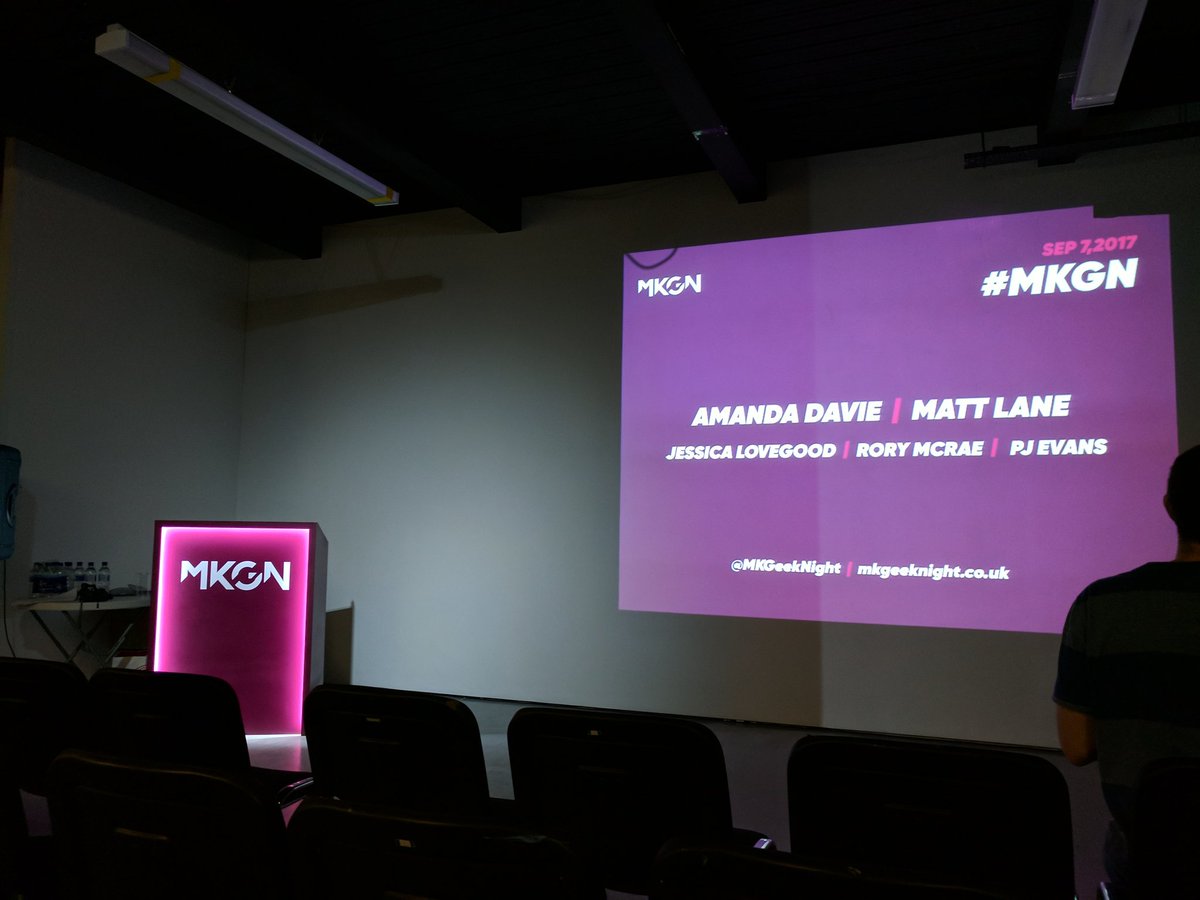 MKGN
SEP 7,2017
#MKGN
AMANDA DAVIE | MATT LANE
JESSICA LOVEGOOD | RORY MCRAE | PJ EVANS
@MKGeekNight | mkgeeknight.co.uk
MKGN